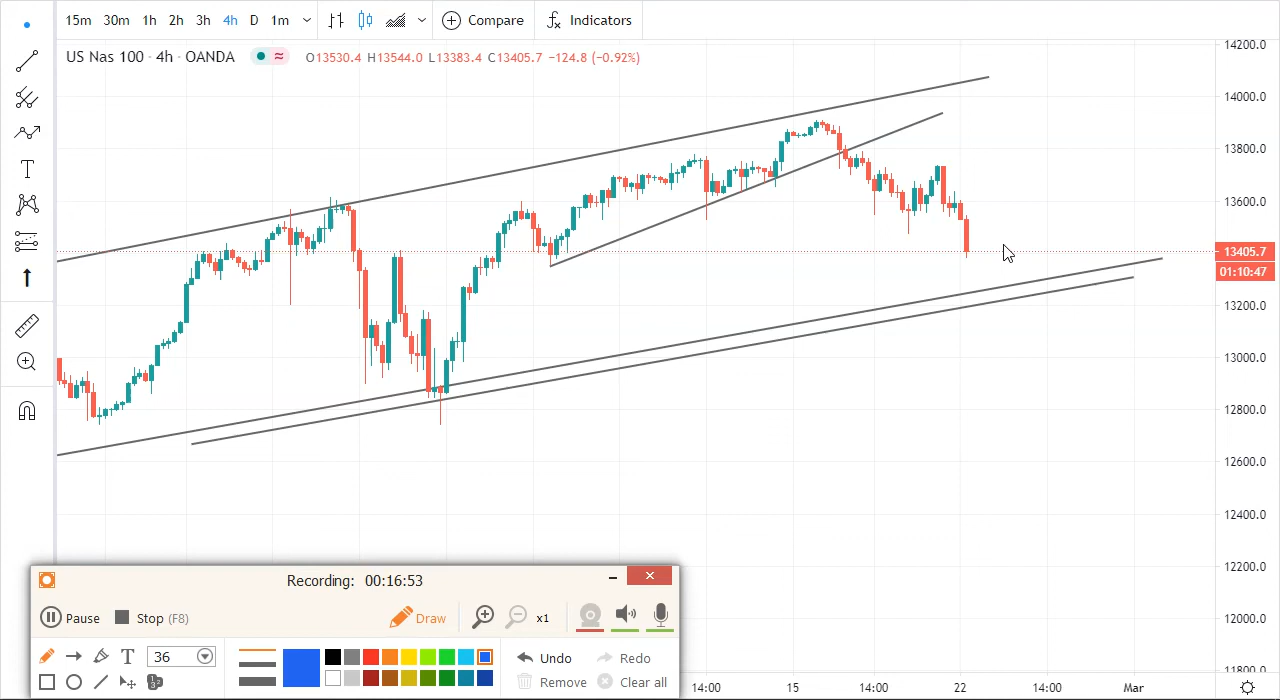 15m 30m 1h 2h 3h 4h D 1m Compare Indicators
US Nas 100 · 4h · OANDA ≈ O13530.4 H13544.0 L13383.4 C13405.7 −124.8 (−0.92%)
14200.0
14000.0
13800.0
13600.0
13405.7
01:10:47
13200.0
13000.0
12800.0
12600.0
12400.0
12200.0
12000.0
11800.0
14:00 15 14:00 22 14:00 Mar
T
Recording: 00:16:53
Pause Stop (F8) Draw x1
T 36 Undo Redo
Remove Clear all